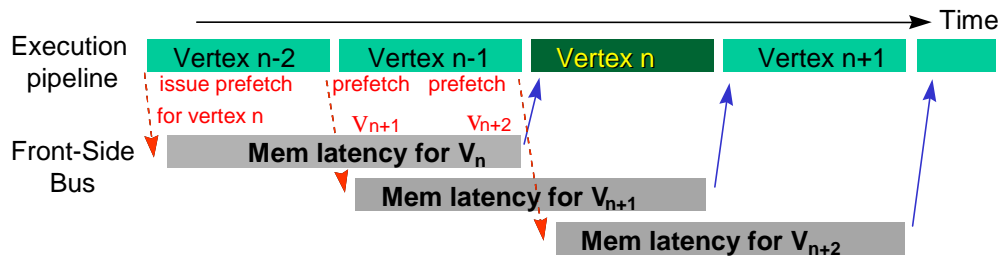 Time
Execution pipeline
Vertex n-2 Vertex n-1 Vertex n Vertex n+1
issue prefetch prefetch prefetch
for vertex n Vn+1 Vn+2
Front-Side Bus
Mem latency for Vn
Mem latency for Vn+1
Mem latency for Vn+2